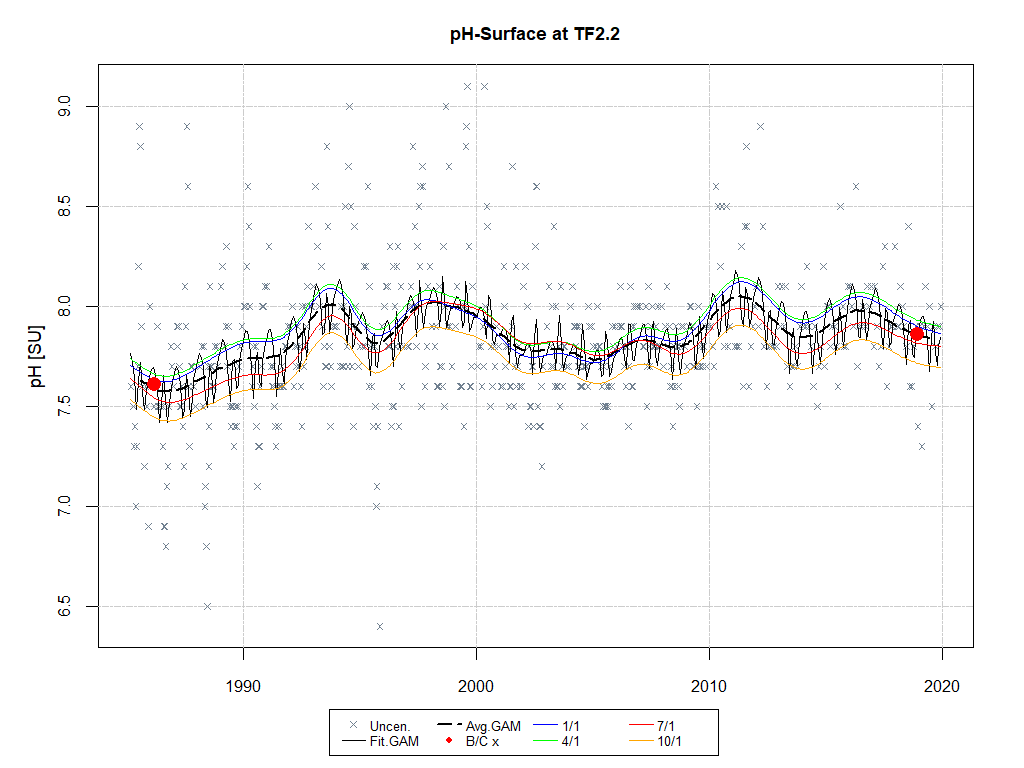 pH-Surface at TF2.2
pH [SU]
9.0
8.5
8.0
7.5
7.0
6.5
1990 2000 2010 2020
Uncen. Avg.GAM 1/1 7/1
Fit.GAM B/C x 4/1 10/1